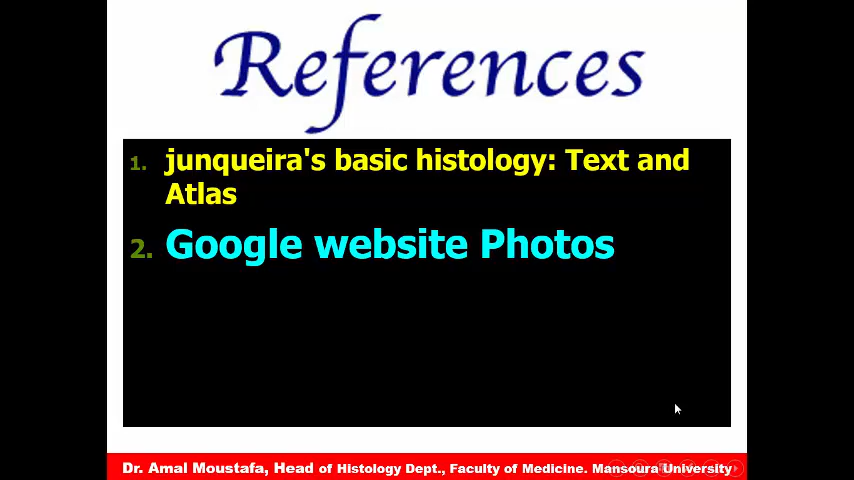 References
1. junqueira's basic histology: Text and
Atlas
2. Google website Photos
Dr. Amal Moustafa, Head of Histology Dept., Faculty of Medicine. Mansoura University